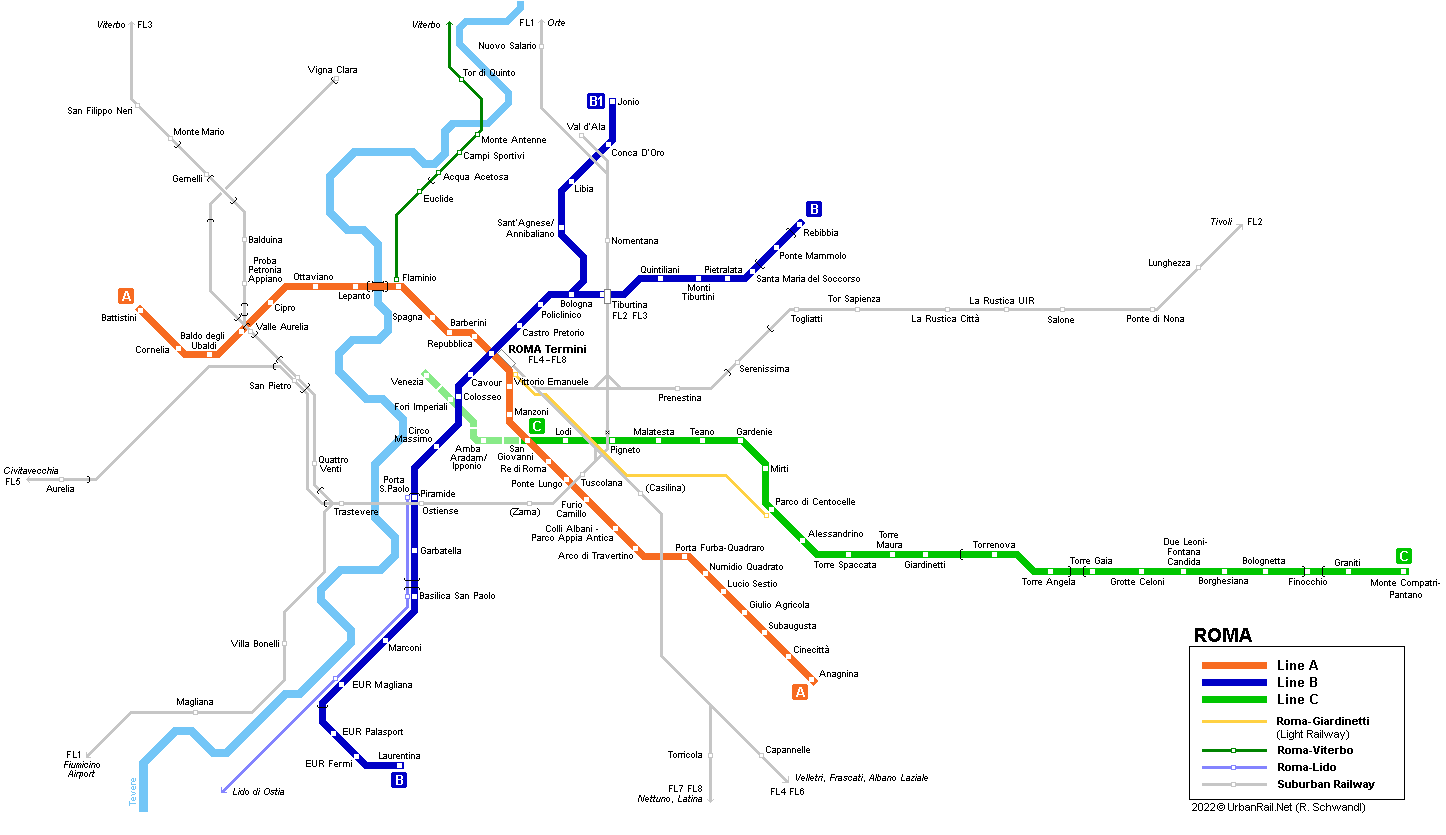 Viterbo FL3
Viterbo
FL1 Orte
Nuovo Salario
Vigna Clara
Tor di Quinto
San Filippo Neri
B1
Jonio
Val d'Ala
Monte Mario
Monte Antenne
Conca D'Oro
Campi Sportivi
Gemelli
Acqua Acetosa
Libia
Euclide
B
Sant'Agnese/
Annibaliano
Rebibbia
Tivoli FL2
Balduina
Nomentana
Ponte Mammolo
Proba
Petronia
Appiano
Lunghezza
Ottaviano
Flaminio
Quintiliani
Pietralata
Santa Maria del Soccorso
Monti
Tiburtini
A
Lepanto
Cipro
Battistini
Bologna
Tiburtina
FL2 FL3
Tor Sapienza
La Rustica UIR
Spagna
Policlinico
Togliatti
La Rustica Città
Salone
Ponte di Nona
Barberini
Valle Aurelia
Castro Pretorio
Baldo degli
Ubaldi
Repubblica
Cornelia
ROMA Termini
FL4-FL8
Serenissima
San Pietro
Venezia
Cavour
Vittorio Emanuele
Colosseo
Prenestina
Fori Imperiali
Manzoni
C
Circo
Massimo
Lodi
Malatesta
Teano
Gardenie
Amba
Aradam/
Ipponio
San
Giovanni
Pigneto
Quattro
Venti
Re di Roma
Mirti
Civitavecchia
FL5
Aurelia
Porta
S.Paolo
Ponte Lungo
Tuscolana
(Casilina)
Piramide
Trastevere
Ostiense
(Zama)
Furio
Camillo
Parco di Centocelle
Colli Albani -
Parco Appia Antica
Alessandrino
Torre
Maura
Torrenova
Due Leoni-
Fontana
Candida
Garbatella
Arco di Travertino
Porta Furba-Quadraro
Torre Spaccata
Giardinetti
Torre Gaia
Bolognetta
Graniti
C
Numidio Quadrato
Torre Angela
Grotte Celoni
Borghesiana
Finocchio
Monte Compatri-
Pantano
Lucio Sestio
Basilica San Paolo
Giulio Agricola
Subaugusta
Villa Bonelli
Marconi
Cinecittà
Anagnina
A
EUR Magliana
Magliana
EUR Palasport
FL1
Fiumicino
Airport
Laurentina
EUR Fermi
B
Torricola
Capannelle
Tevere
Lido di Ostia
FL7 FL8
Nettuno, Latina
Velletri, Frascati, Albano Laziale
FL4 FL6
ROMA
Line A
Line B
Line C
Roma-Giardinetti
(Light Railway)
Roma-Viterbo
Roma-Lido
Suburban Railway
2022 © UrbanRail.Net (R. Schwandl)